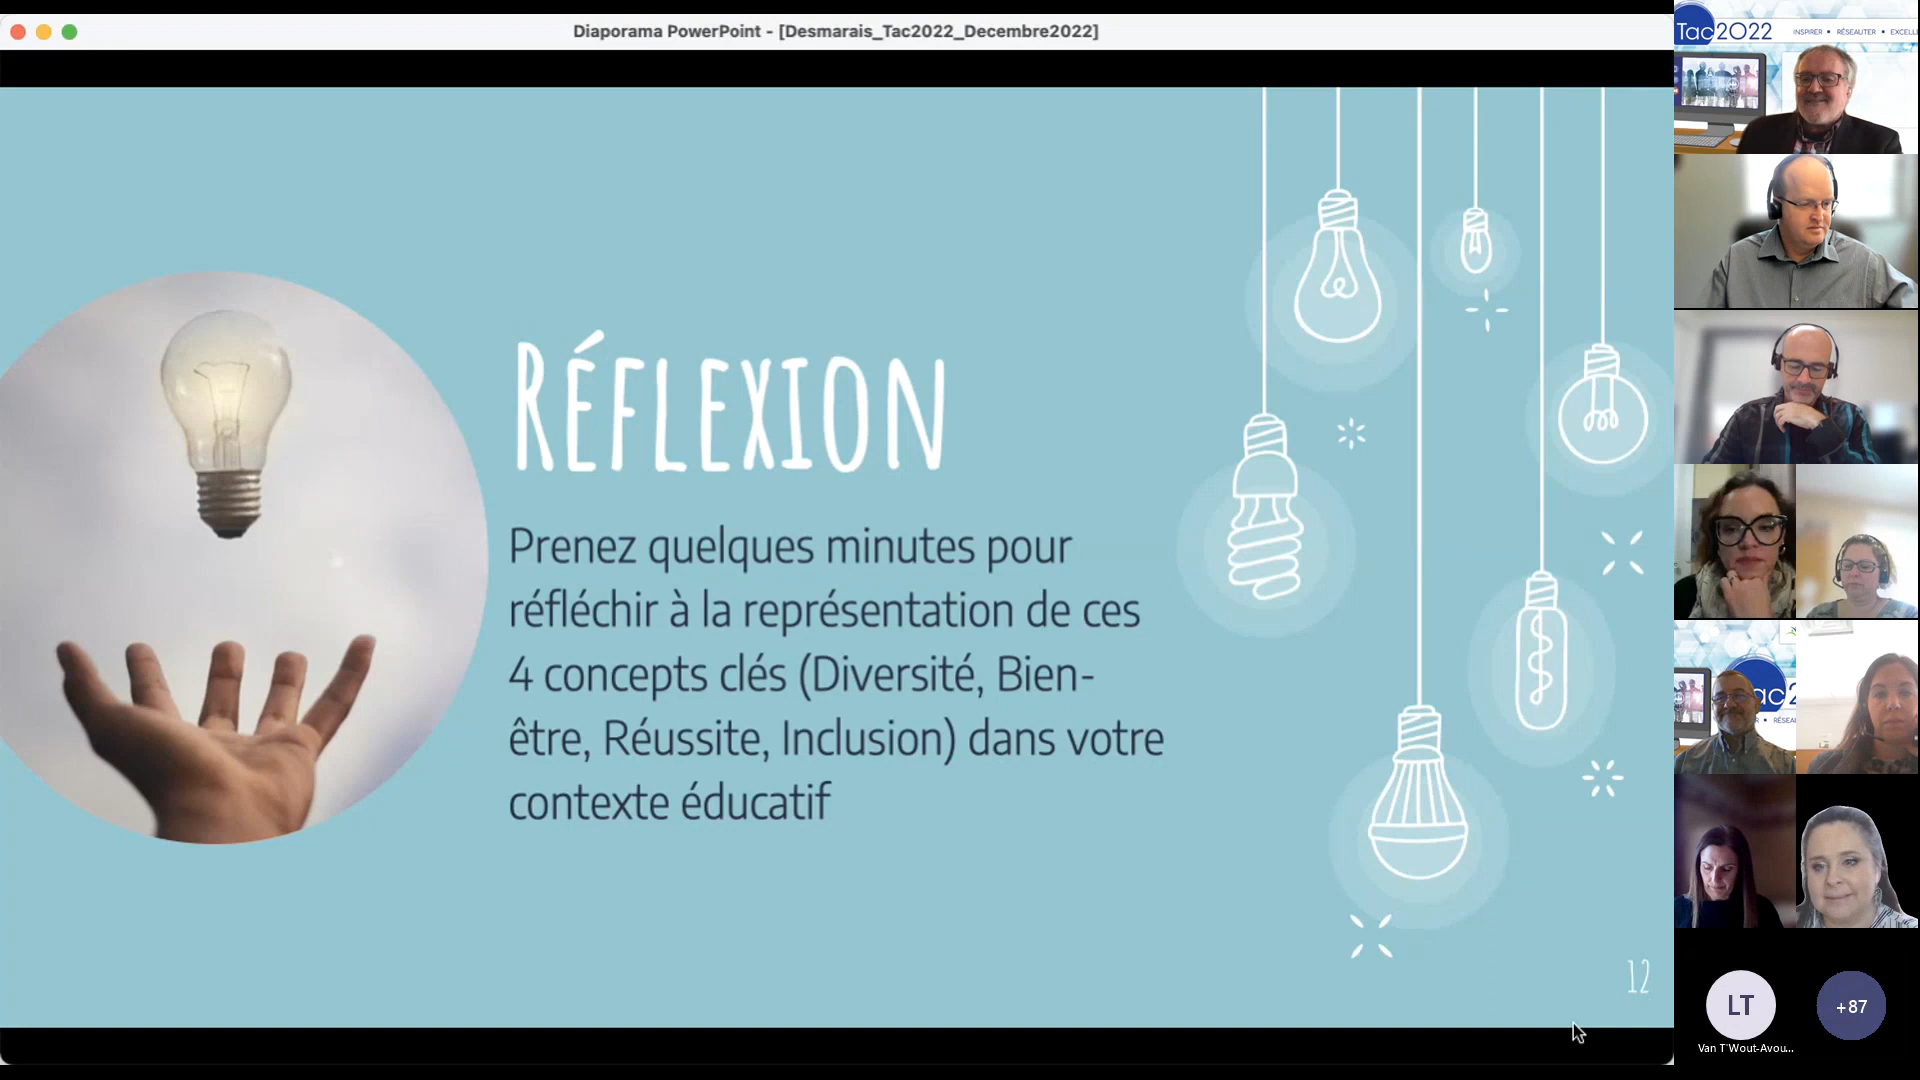 Diaporama PowerPoint - [Desmarais_Tac2022_Decembre2022]
RÉFLEXION
Prenez quelques minutes pour
réfléchir à la représentation de ces
4 concepts clés (Diversité, Bien-
être, Réussite, Inclusion) dans votre
contexte éducatif
12
Tac2022
INSPIRER • RÉSEAUTER • EXCELL
ac2
LT
Van T'Wout-Avou...
+87